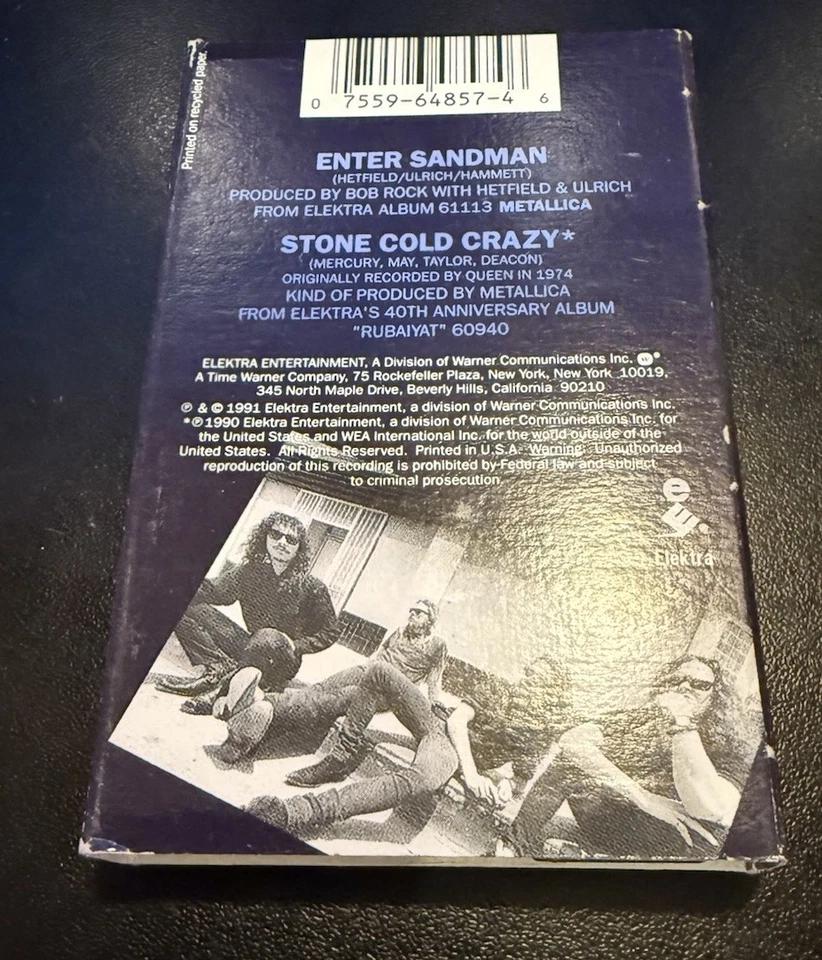 Printed on recycled paper.
0 7559-64857-4 6
ENTER SANDMAN
(HETFIELD/ULRICH/HAMMETT)
PRODUCED BY BOB ROCK WITH HETFIELD & ULRICH
FROM ELEKTRA ALBUM 61113 METALLICA
STONE COLD CRAZY*
(MERCURY, MAY, TAYLOR, DEACON)
ORIGINALLY RECORDED BY QUEEN IN 1974
KIND OF PRODUCED BY METALLICA
FROM ELEKTRA'S 40TH ANNIVERSARY ALBUM
"RUBAIYAT" 60940
ELEKTRA ENTERTAINMENT, A Division of Warner Communications Inc.
A Time Warner Company, 75 Rockefeller Plaza, New York, New York 10019.
345 North Maple Drive, Beverly Hills, California 90210
℗ & © 1991 Elektra Entertainment, a division of Warner Communications Inc.
*℗ 1990 Elektra Entertainment, a division of Warner Communications Inc. for
the United States and WEA International Inc. for the world outside of the
United States. All Rights Reserved. Printed in U.S.A. Warning: Unauthorized
reproduction of this recording is prohibited by Federal law and subject
to criminal prosecution.
Elektra